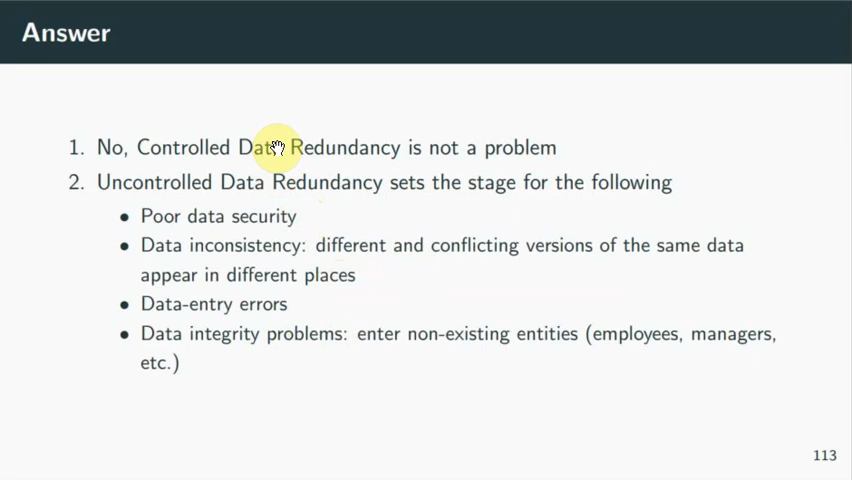 Answer
1. No, Controlled Data Redundancy is not a problem
2. Uncontrolled Data Redundancy sets the stage for the following
• Poor data security
• Data inconsistency: different and conflicting versions of the same data
appear in different places
• Data-entry errors
• Data integrity problems: enter non-existing entities (employees, managers,
etc.)
113